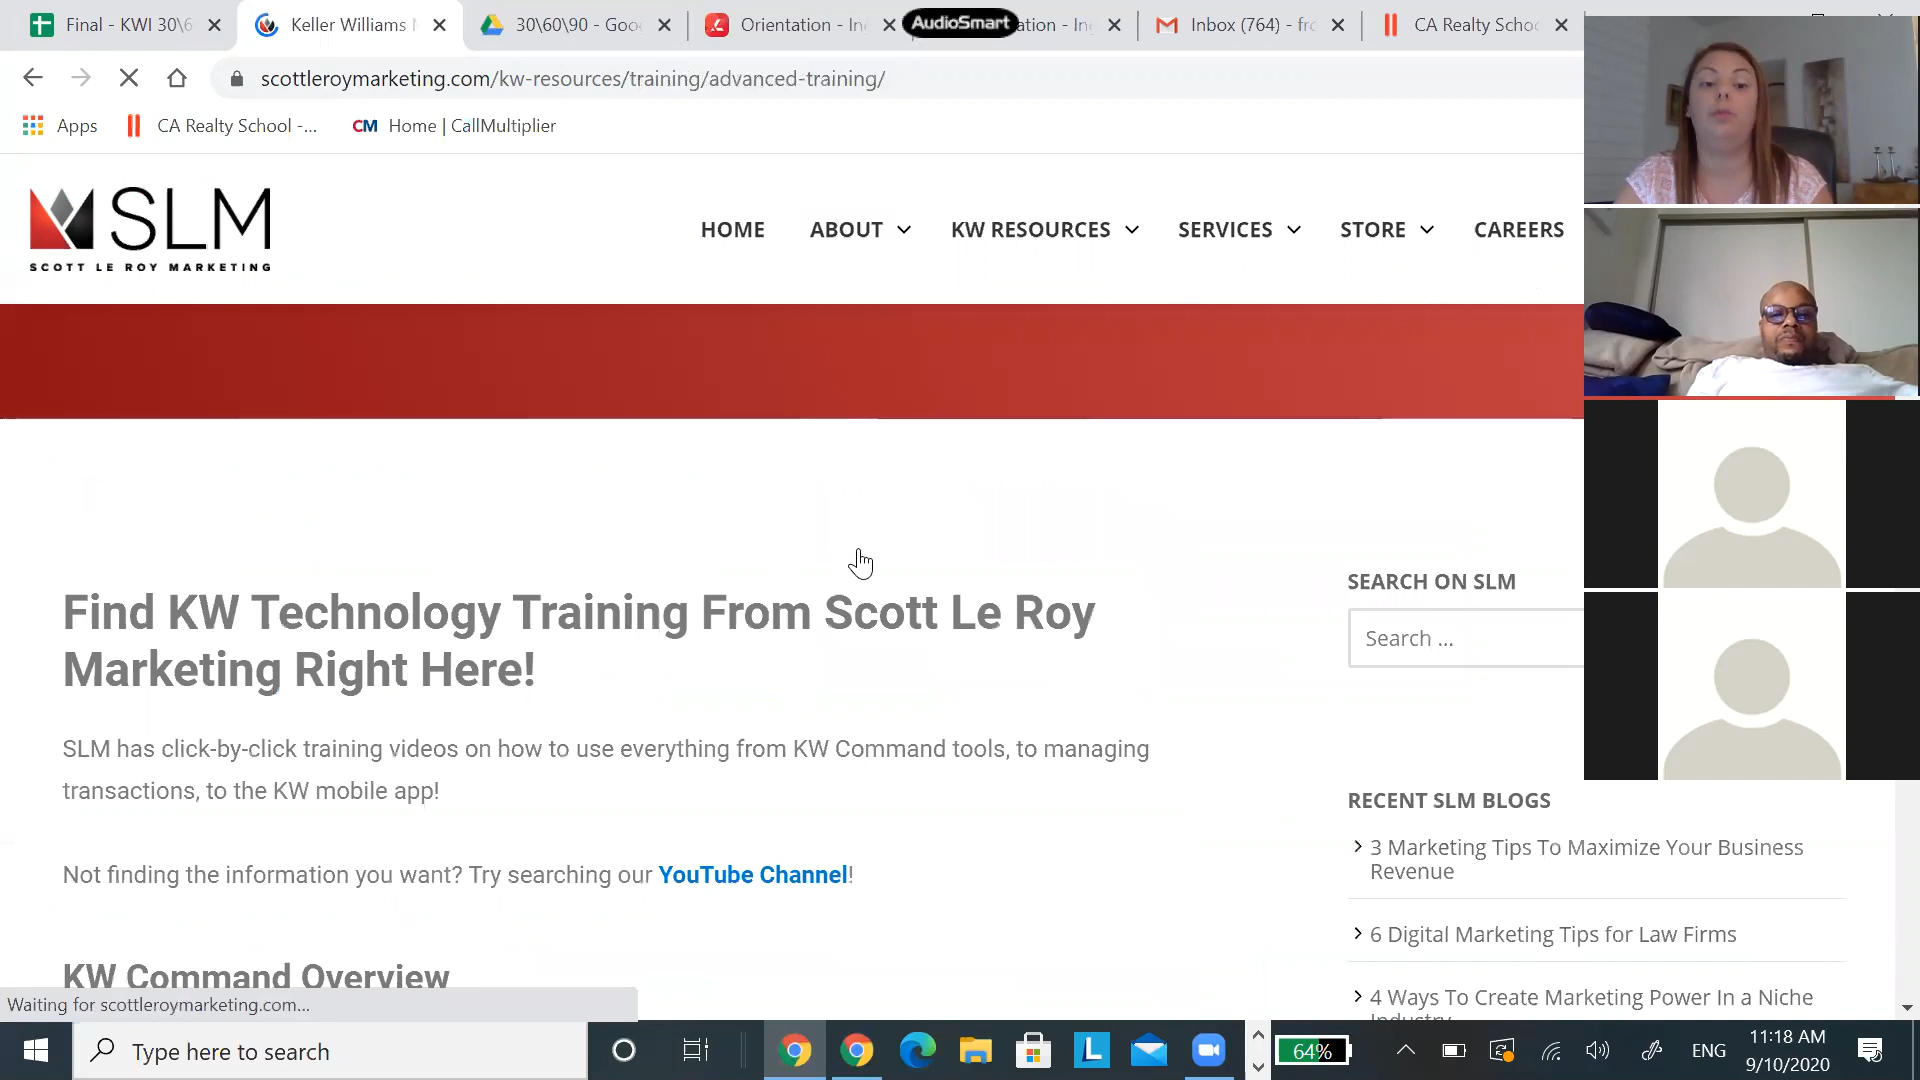 Final - KWI 30\6
Keller Williams
30\60\90 - Goo
Orientation - In
AudioSmart
ation - In
Inbox (764) - fro
CA Realty Schoo
scottleroymarketing.com/kw-resources/training/advanced-training/
Apps
CA Realty School -...
CM Home | CallMultiplier
SLM
SCOTT LE ROY MARKETING
HOME
ABOUT
KW RESOURCES
SERVICES
STORE
CAREERS
Find KW Technology Training From Scott Le Roy
Marketing Right Here!
SLM has click-by-click training videos on how to use everything from KW Command tools, to managing
transactions, to the KW mobile app!
Not finding the information you want? Try searching our YouTube Channel!
KW Command Overview
SEARCH ON SLM
Search ...
RECENT SLM BLOGS
3 Marketing Tips To Maximize Your Business
Revenue
6 Digital Marketing Tips for Law Firms
4 Ways To Create Marketing Power In a Niche
Industry
Waiting for scottleroymarketing.com...
Type here to search
L
64%
ENG
11:18 AM
9/10/2020